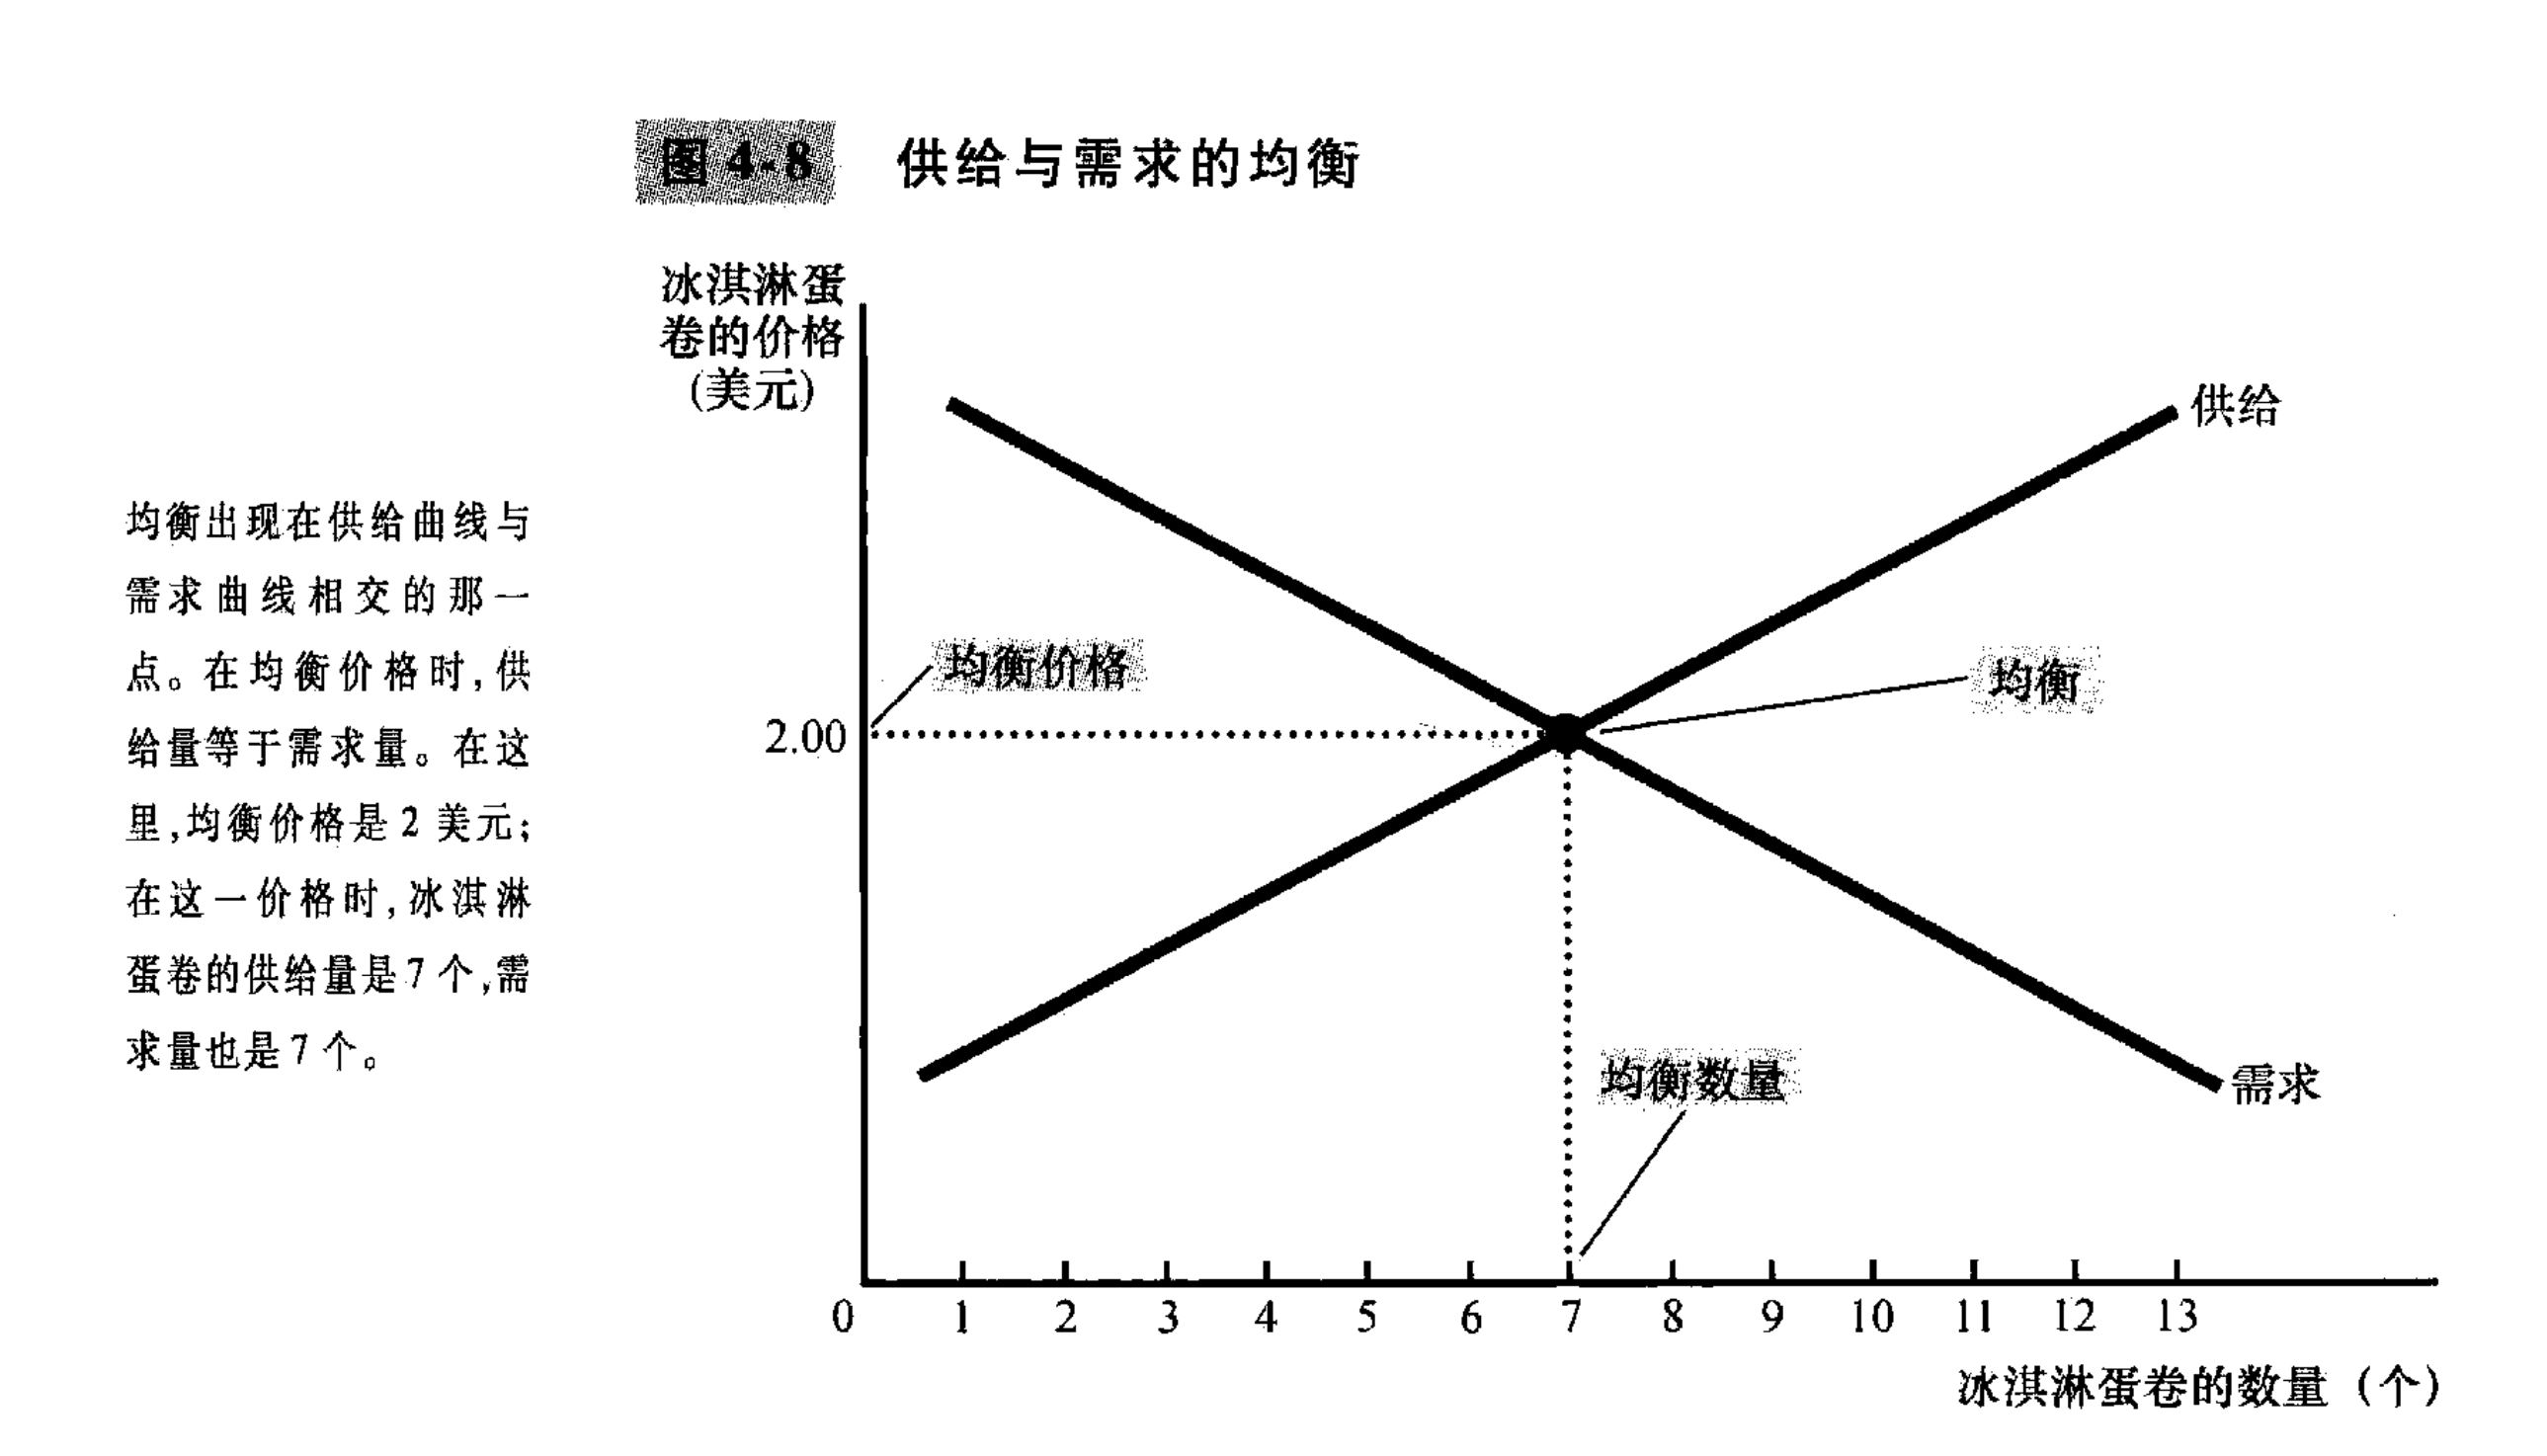 图 4-8 供给与需求的均衡
冰淇淋蛋
卷的价格
(美元)
均衡出现在供给曲线与
需求曲线相交的那一
点。在均衡价格时,供
给量等于需求量。在这
里,均衡价格是 2 美元;
在这一价格时,冰淇淋
蛋卷的供给量是 7 个,需
求量也是 7 个。
供给
均衡价格
均衡
2.00
均衡数量
需求
0 1 2 3 4 5 6 7 8 9 10 11 12 13
冰淇淋蛋卷的数量（个）